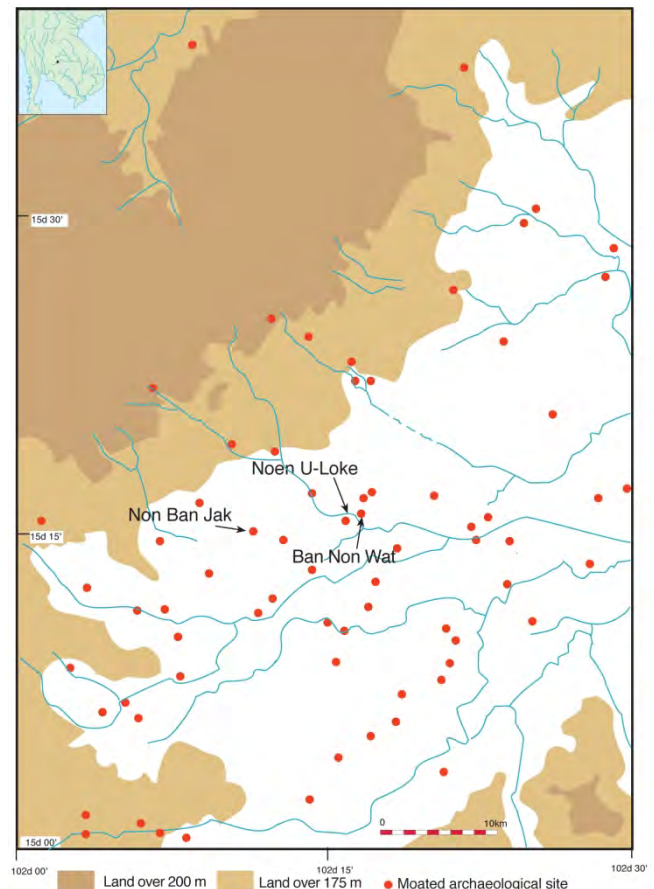 15d 30'
Noen U-Loke
Non Ban Jak
15d 15'
Ban Non Wat
0 10km
15d 00'
102d 00' 102d 15' 102d 30'
Land over 200 m Land over 175 m Moated archaeological site